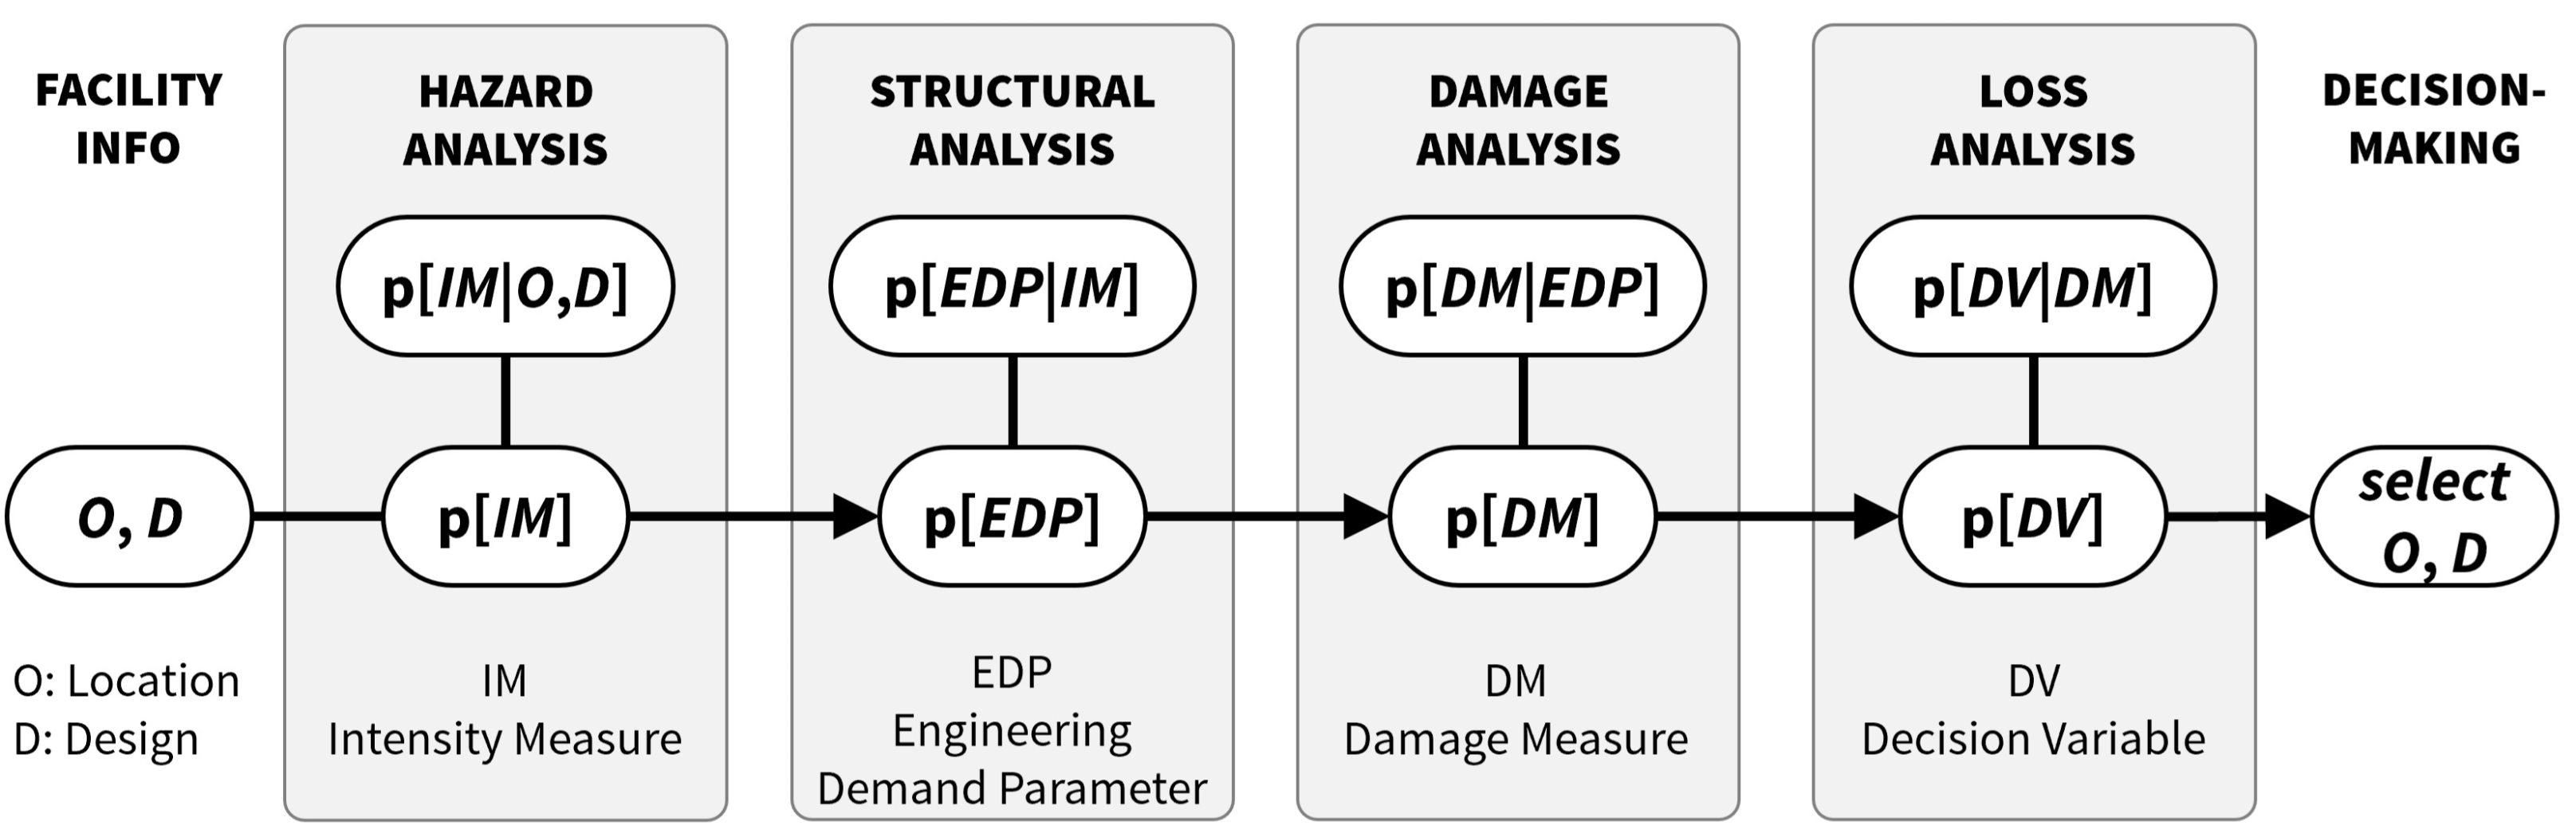 FACILITY
INFO
O, D
O: Location
D: Design
HAZARD
ANALYSIS
p[IM|O,D]
p[IM]
IM
Intensity Measure
STRUCTURAL
ANALYSIS
p[EDP|IM]
p[EDP]
EDP
Engineering
Demand Parameter
DAMAGE
ANALYSIS
p[DM|EDP]
p[DM]
DM
Damage Measure
LOSS
ANALYSIS
p[DV|DM]
p[DV]
DV
Decision Variable
DECISION-
MAKING
select
O, D